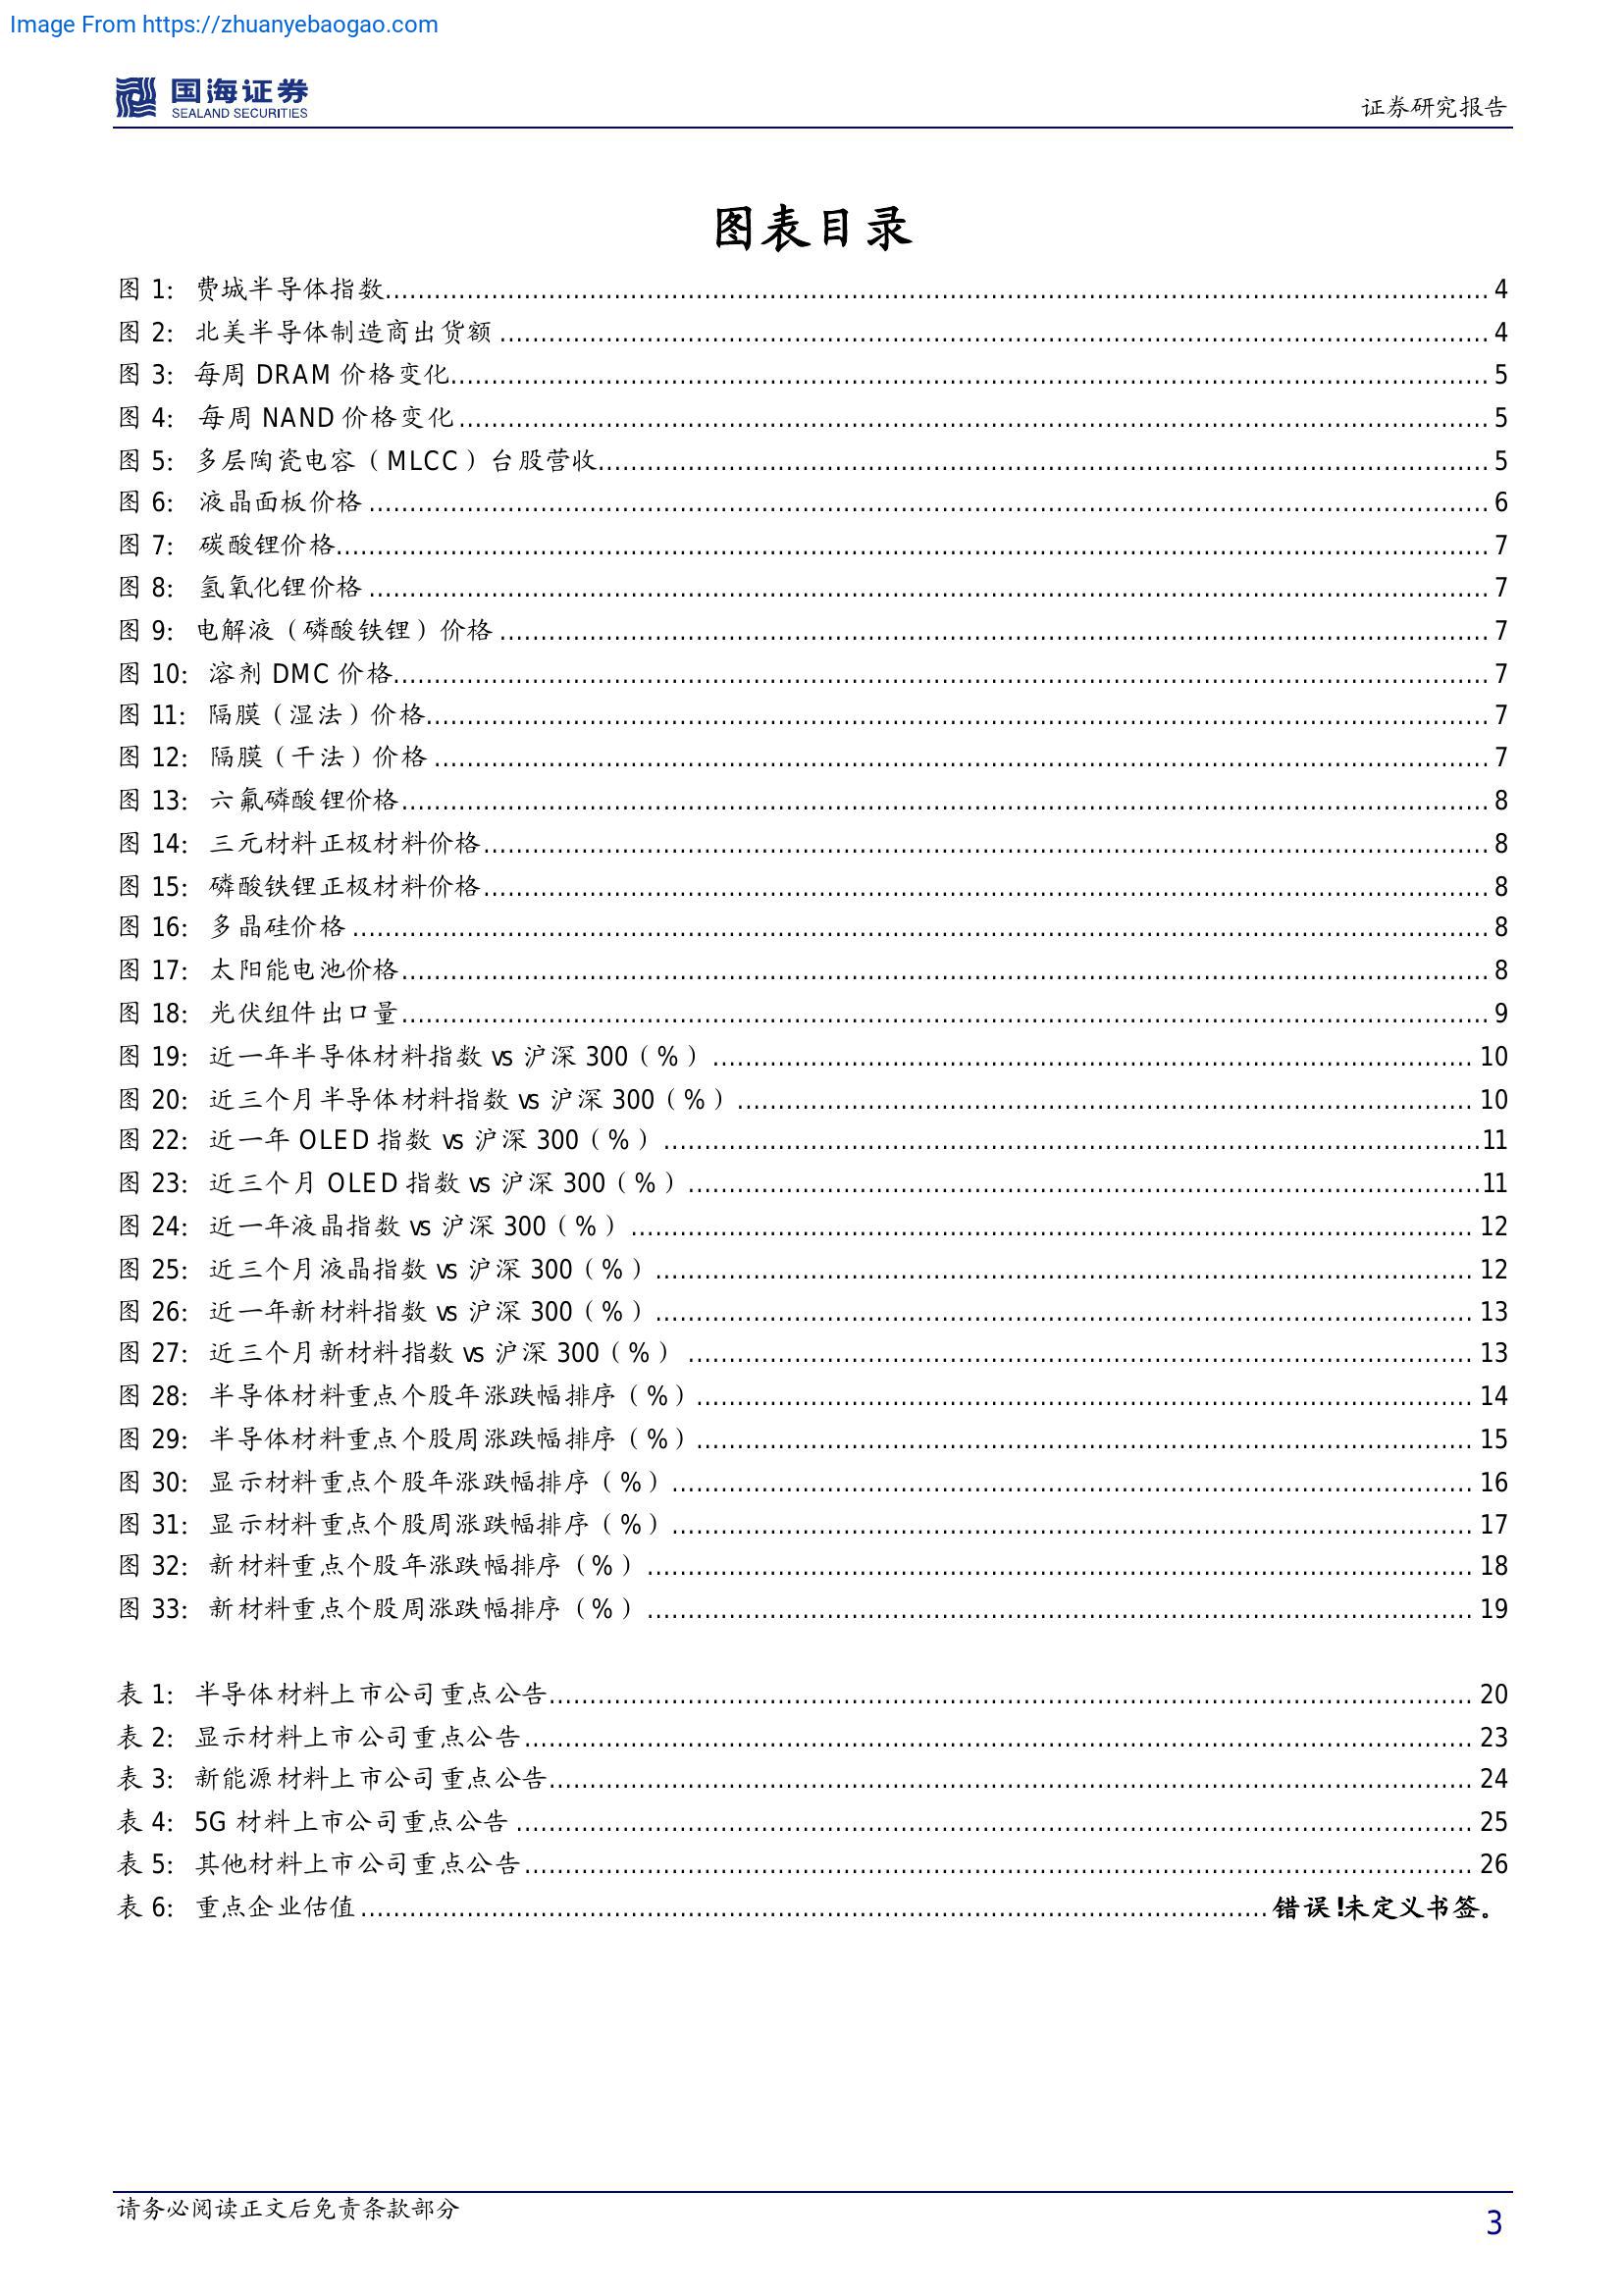 Image From https://zhuanyebaogao.com
国海证券
SEALAND SECURITIES
证券研究报告
图表目录
图 1: 费城半导体指数 4
图 2: 北美半导体制造商出货额 4
图 3: 每周 DRAM 价格变化 5
图 4: 每周 NAND 价格变化 5
图 5: 多层陶瓷电容（MLCC）台股营收 5
图 6: 液晶面板价格 6
图 7: 碳酸锂价格 7
图 8: 氢氧化锂价格 7
图 9: 电解液（磷酸铁锂）价格 7
图 10: 溶剂 DMC 价格 7
图 11: 隔膜（湿法）价格 7
图 12: 隔膜（干法）价格 7
图 13: 六氟磷酸锂价格 8
图 14: 三元材料正极材料价格 8
图 15: 磷酸铁锂正极材料价格 8
图 16: 多晶硅价格 8
图 17: 太阳能电池价格 8
图 18: 光伏组件出口量 9
图 19: 近一年半导体材料指数 vs 沪深 300（%） 10
图 20: 近三个月半导体材料指数 vs 沪深 300（%） 10
图 22: 近一年 OLED 指数 vs 沪深 300（%） 11
图 23: 近三个月 OLED 指数 vs 沪深 300（%） 11
图 24: 近一年液晶指数 vs 沪深 300（%） 12
图 25: 近三个月液晶指数 vs 沪深 300（%） 12
图 26: 近一年新材料指数 vs 沪深 300（%） 13
图 27: 近三个月新材料指数 vs 沪深 300（%） 13
图 28: 半导体材料重点个股年涨跌幅排序（%） 14
图 29: 半导体材料重点个股周涨跌幅排序（%） 15
图 30: 显示材料重点个股年涨跌幅排序（%） 16
图 31: 显示材料重点个股周涨跌幅排序（%） 17
图 32: 新材料重点个股年涨跌幅排序（%） 18
图 33: 新材料重点个股周涨跌幅排序（%） 19
表 1: 半导体材料上市公司重点公告 20
表 2: 显示材料上市公司重点公告 23
表 3: 新能源材料上市公司重点公告 24
表 4: 5G 材料上市公司重点公告 25
表 5: 其他材料上市公司重点公告 26
表 6: 重点企业估值 错误!未定义书签。
请务必阅读正文后免责条款部分
3